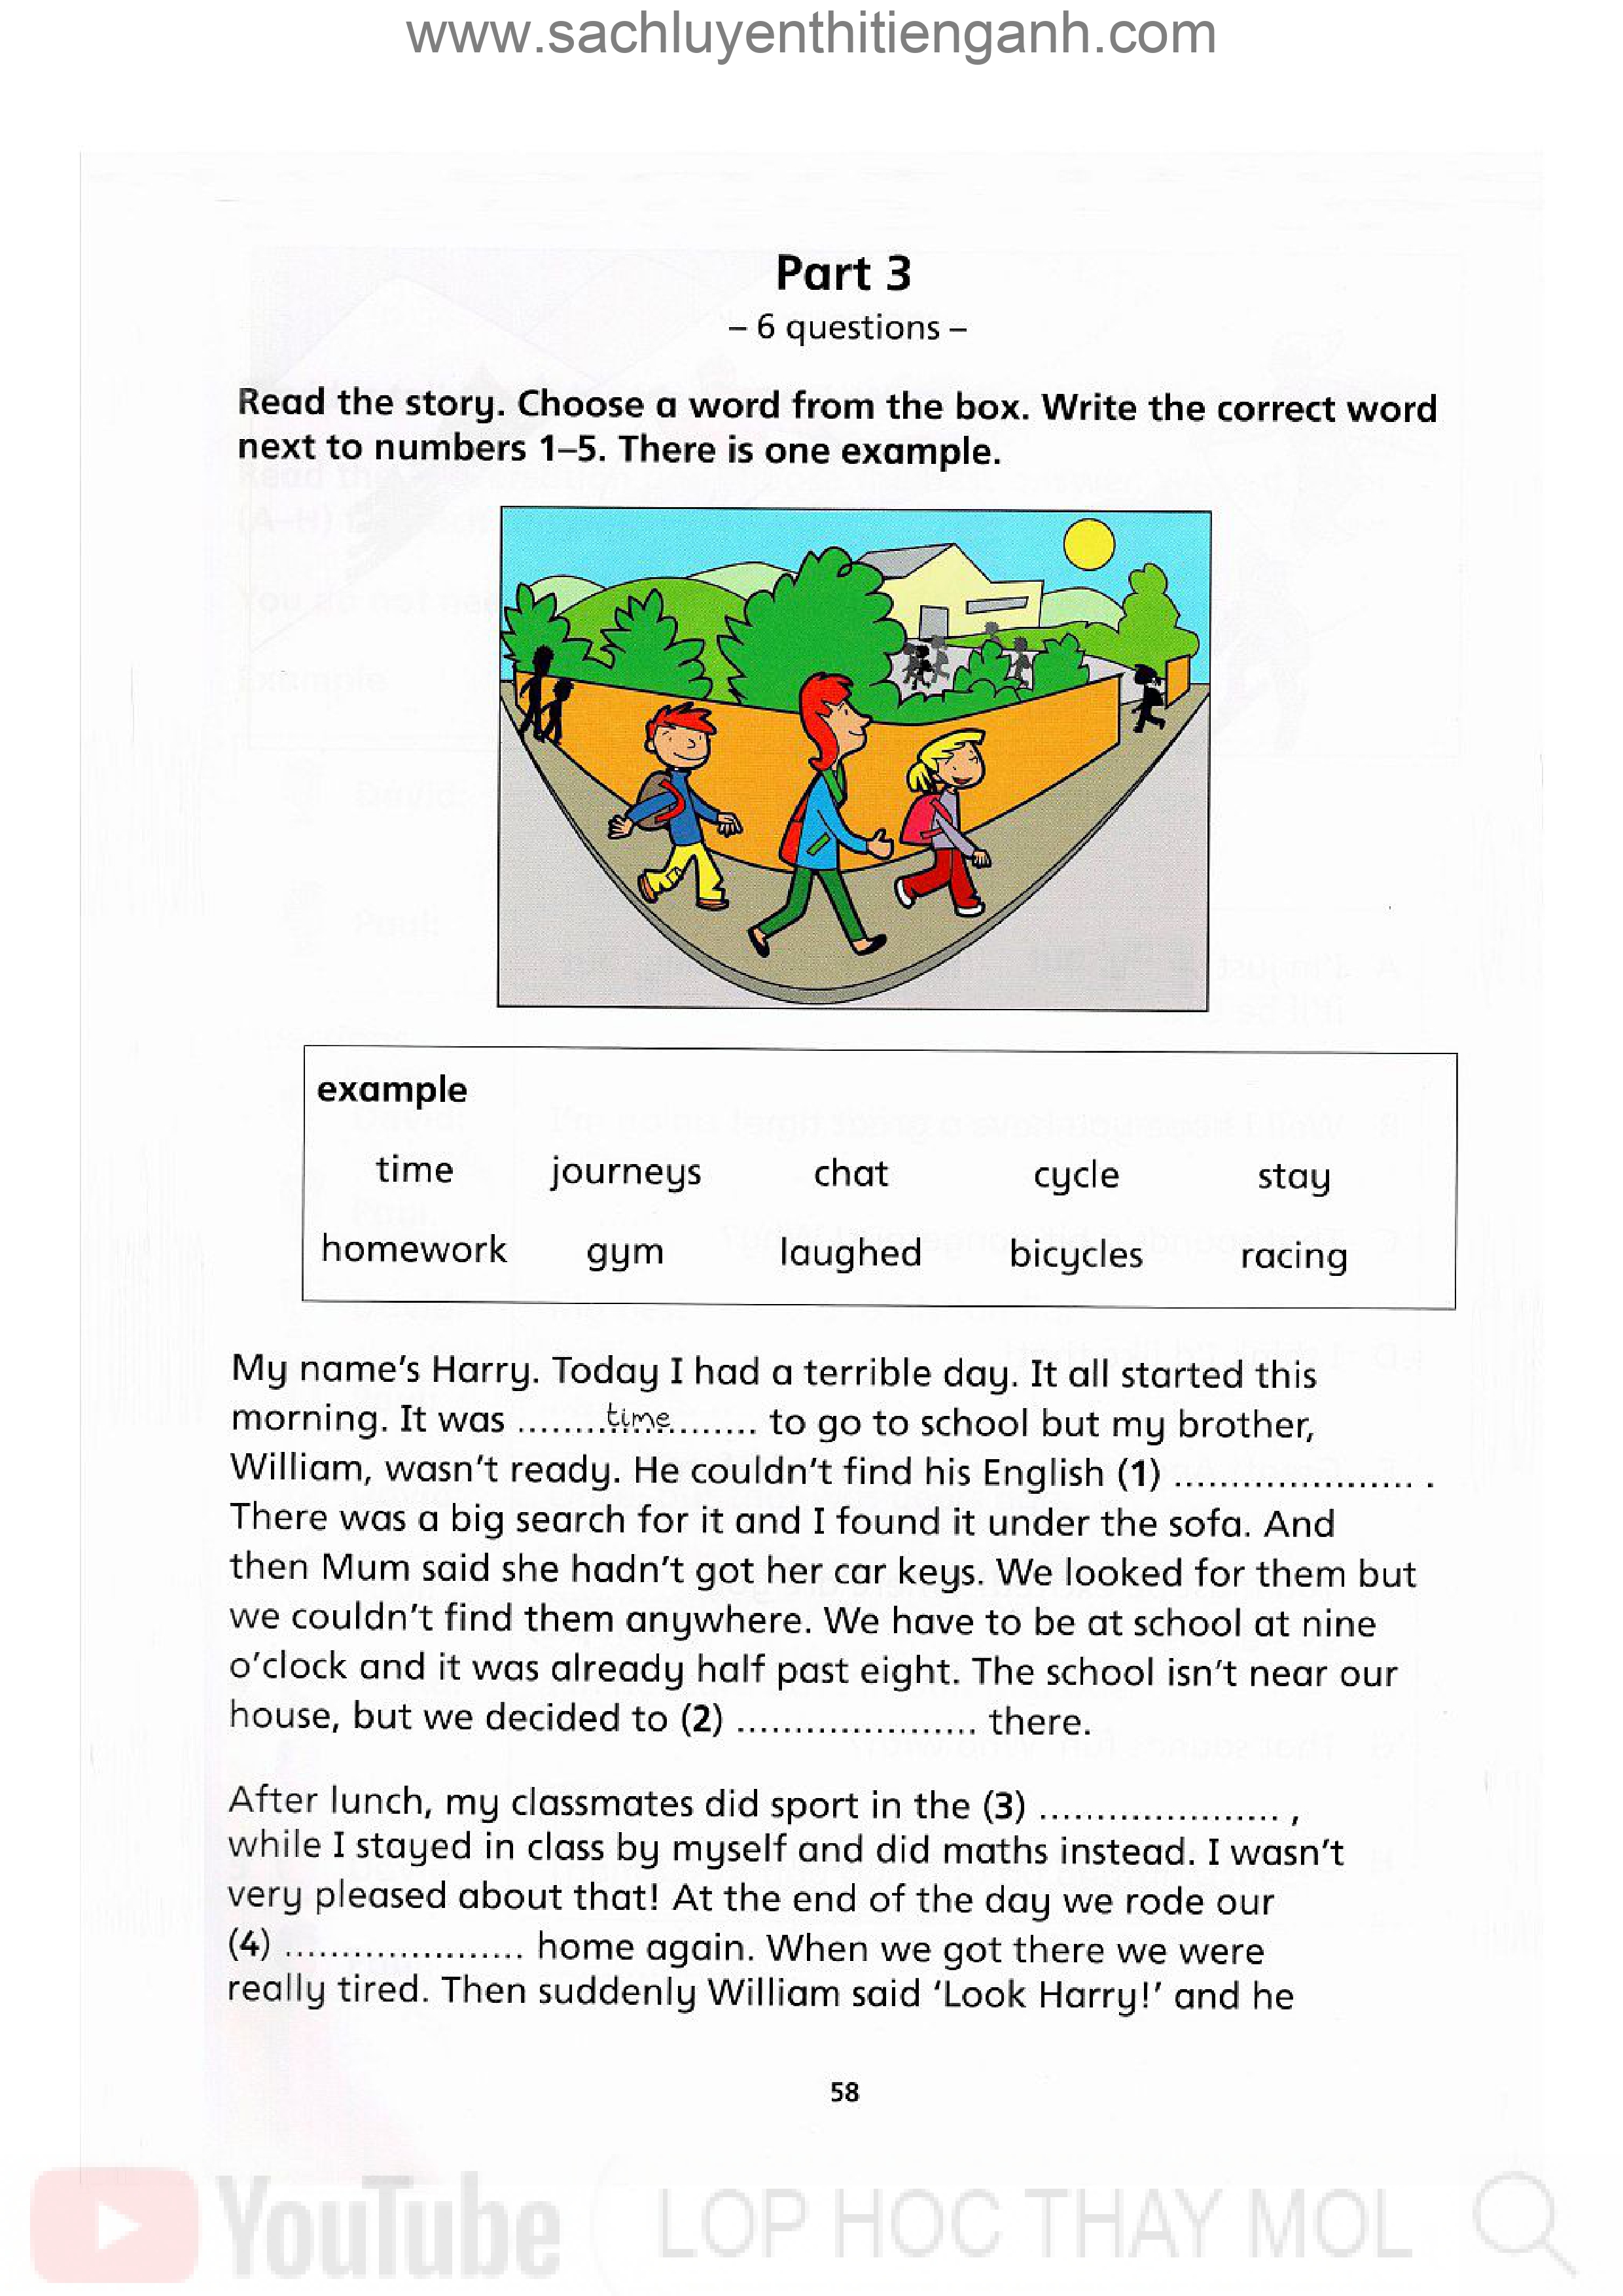 www.sachluyenthitienganh.com
Part 3
– 6 questions –
Read the story. Choose a word from the box. Write the correct word
next to numbers 1–5. There is one example.
example
time journeys chat cycle stay
homework gym laughed bicycles racing
My name's Harry. Today I had a terrible day. It all started this
morning. It was ........time........ to go to school but my brother,
William, wasn't ready. He couldn't find his English (1) ..................... .
There was a big search for it and I found it under the sofa. And
then Mum said she hadn't got her car keys. We looked for them but
we couldn't find them anywhere. We have to be at school at nine
o'clock and it was already half past eight. The school isn't near our
house, but we decided to (2) ..................... there.
After lunch, my classmates did sport in the (3) ..................... ,
while I stayed in class by myself and did maths instead. I wasn't
very pleased about that! At the end of the day we rode our
(4) ..................... home again. When we got there we were
really tired. Then suddenly William said 'Look Harry!' and he
58
YouTube LOP HOC THAY MOL